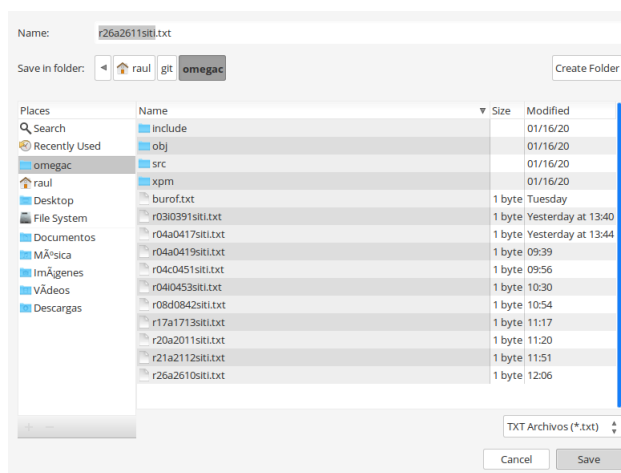 Name: r26a2611siti.txt
Save in folder: raul git omegac Create Folder
Places
Search
Recently Used
omegac
raul
Desktop
File System
Documentos
MÃºsica
ImÃ¡genes
VÃ­deos
Descargas
Name Size Modified
include 01/16/20
obj 01/16/20
src 01/16/20
xpm 01/16/20
burof.txt 1 byte Tuesday
r03i0391siti.txt 1 byte Yesterday at 13:40
r04a0417siti.txt 1 byte Yesterday at 13:44
r04a0419siti.txt 1 byte 09:39
r04c0451siti.txt 1 byte 09:56
r04i0453siti.txt 1 byte 10:30
r08d0842siti.txt 1 byte 10:54
r17a1713siti.txt 1 byte 11:17
r20a2011siti.txt 1 byte 11:20
r21a2112siti.txt 1 byte 11:51
r26a2610siti.txt 1 byte 12:06
TXT Archivos (*.txt)
Cancel Save